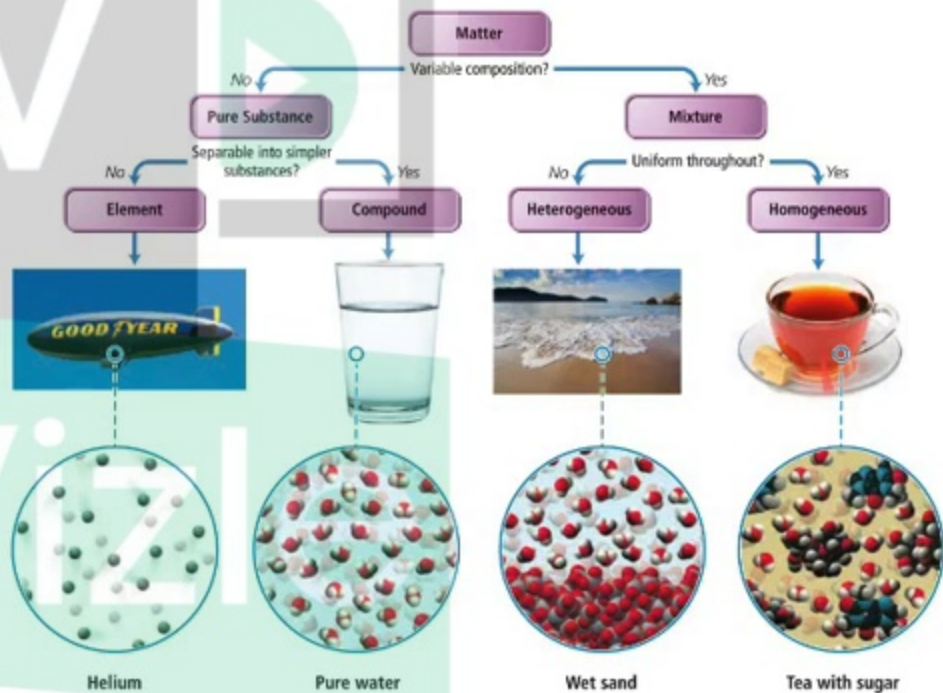 Matter
Variable composition?
No
Yes
Pure Substance
Mixture
Separable into simpler
substances?
Uniform throughout?
No
Yes
No
Yes
Element
Compound
Heterogeneous
Homogeneous
GOODYEAR
Helium
Pure water
Wet sand
Tea with sugar